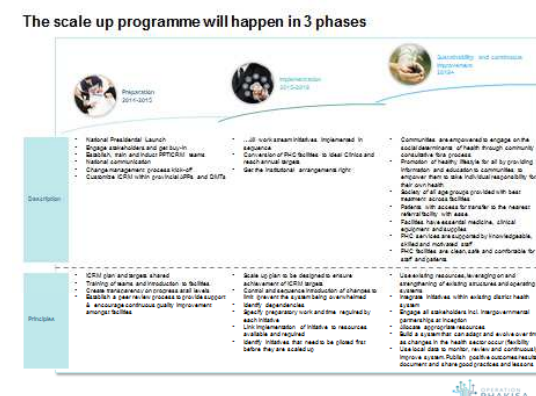 The scale up programme will happen in 3 phases
Preparation
2014-2015
Implementation
2015-2018
Sustainability and continuous
improvement
2019+
Description
• National Presidential Launch
• Engage stakeholders and get buy-in
• Establish, train and induct PPTICRM teams
• National communication
• Change management process kick-off
• Customize ICRM within provincial APPs and DMTs
• …all work stream initiatives implemented in
sequence
• Conversion of PHC facilities to Ideal Clinics and
reach annual targets
• Get the institutional arrangements right
• Communities are empowered to engage on the
social determinants of health through community
consultative fora process
• Promotion of healthy lifestyle for all by providing
information and education to communities to
empower them to take individual responsibility for
their own health
• Society of all age groups provided with best
treatment across facilities
• Patients with access for transfer to the nearest
referral facility with ease
• Facilities have essential medicine, clinical
equipment and supplies
• PHC services are supported by knowledgeable,
skilled and motivated staff
• PHC facilities are clean, safe and comfortable for
staff and patients
Principles
• ICRM plan and targets shared
• Training of teams and introduction to facilities
• Create transparency on progress at all levels
• Establish a peer review process to provide support
& encourage continuous quality improvement
amongst facilities
• Scale up plan to be designed to ensure
achievement of ICRM targets
• Control and sequence introduction of changes to
limit /prevent the system being overwhelmed
• Identify dependencies
• Specify preparatory work and time required by
each initiative
• Link implementation of initiative to resources
available and required
• Identify initiatives that need to be piloted first
before they are scaled up
• Use existing resources, leveraging on and
strengthening of existing structures and operating
systems
• Integrate initiatives within existing district health
system
• Engage all stakeholders incl. intergovernmental
partnerships at inception
• Allocate appropriate resources
• Build a system that can adapt and evolve over time
as changes in the health sector occur (flexibility
• Use local data to monitor, review and continuously
improve system. Publish positive outcomes results
document and share good practices and lessons
OPERATION
PHAKISA